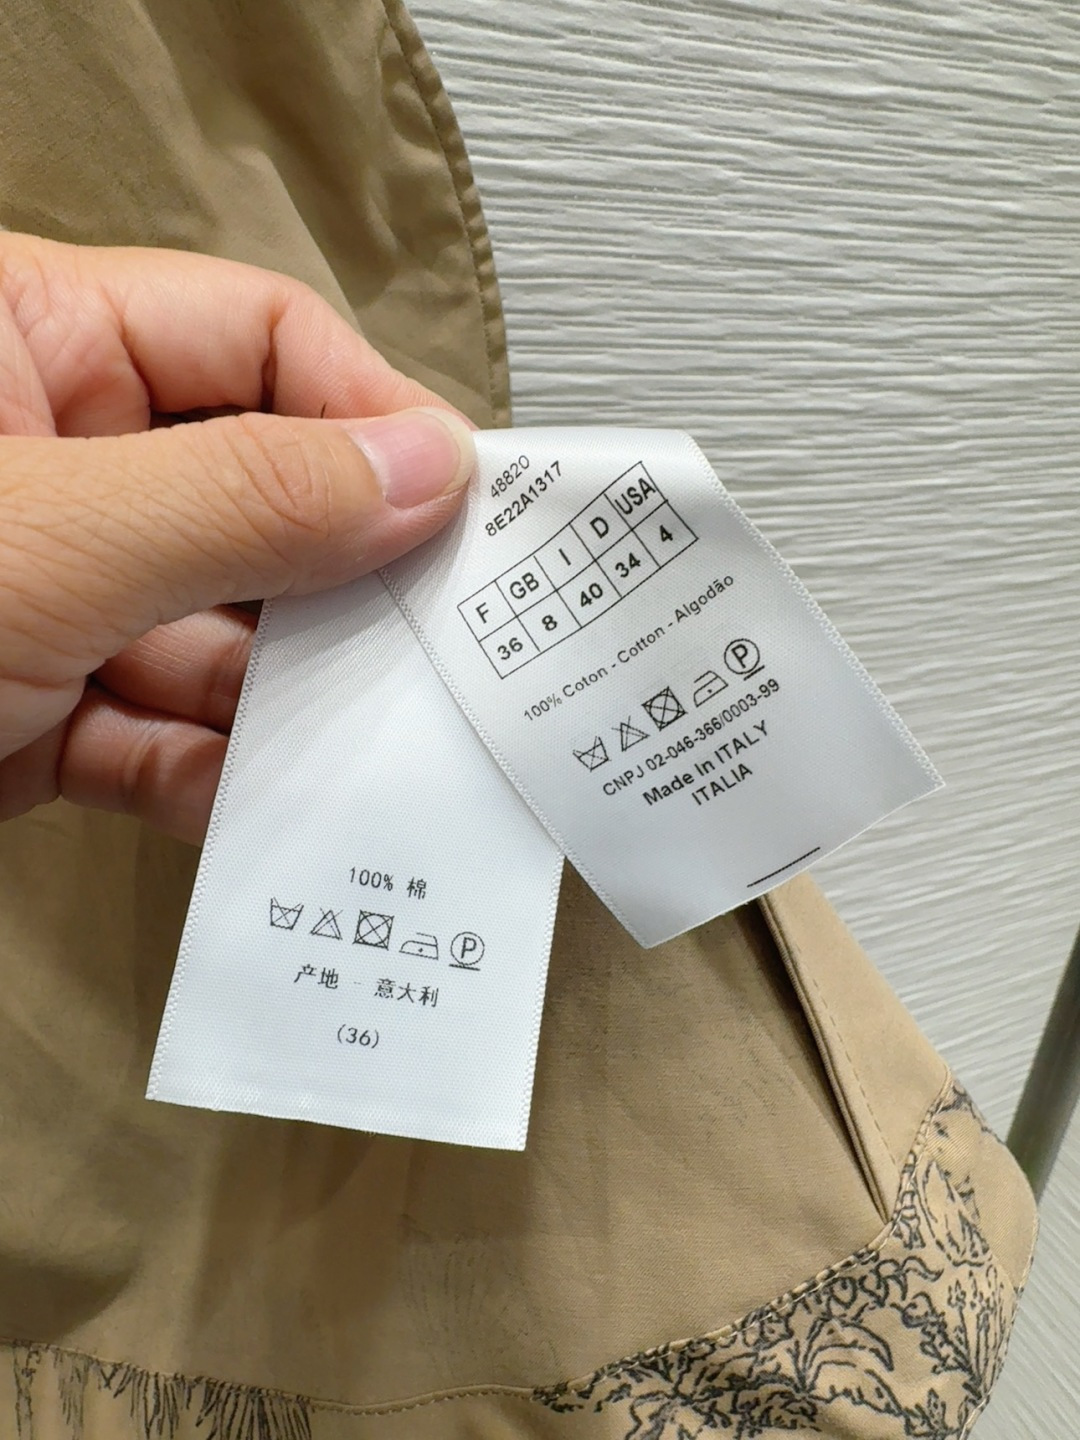 48820
8E22A1317
F GB I D USA
36 8 40 34 4
100% Coton - Cotton - Algodão
P
CNPJ 02-046-366/0003-99
Made In ITALY
ITALIA
100% 棉
P
产地 - 意大利
(36)